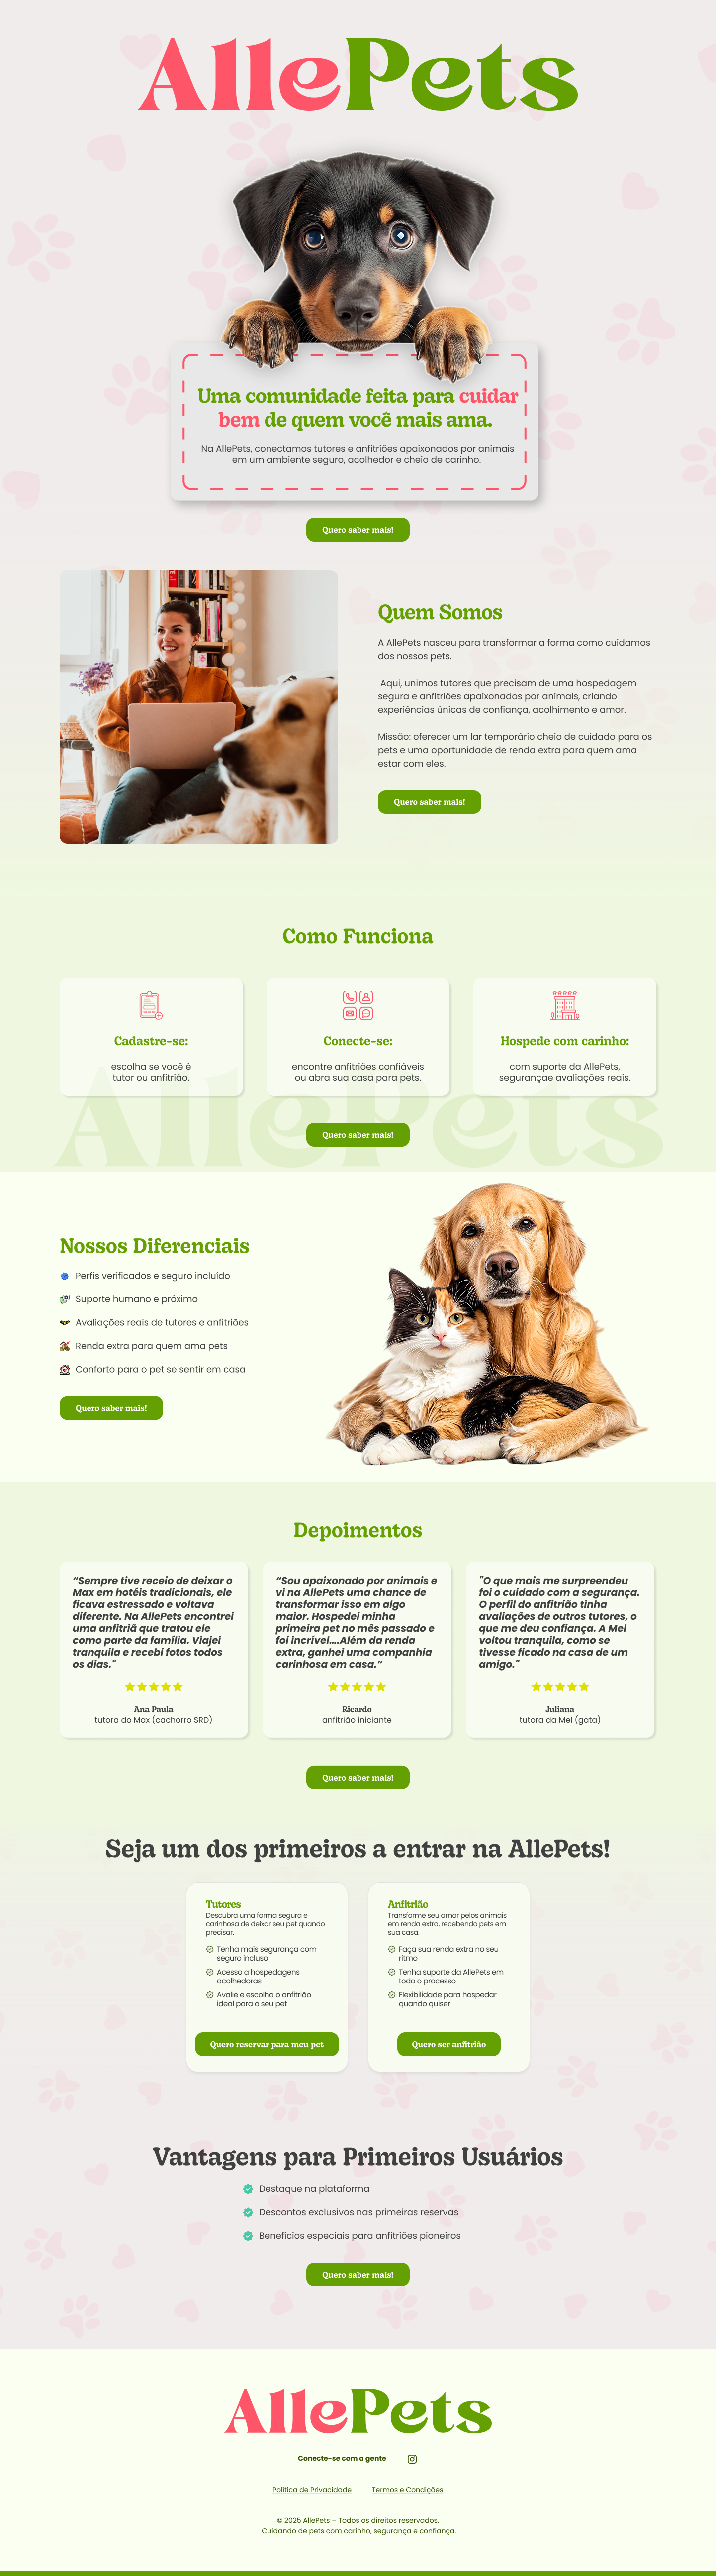 AllePets
Uma comunidade feita para cuidar
bem de quem você mais ama.
Na AllePets, conectamos tutores e anfitriões apaixonados por animais
em um ambiente seguro, acolhedor e cheio de carinho.
Quero saber mais!
Quem Somos
A AllePets nasceu para transformar a forma como cuidamos
dos nossos pets.
Aqui, unimos tutores que precisam de uma hospedagem
segura e anfitriões apaixonados por animais, criando
experiências únicas de confiança, acolhimento e amor.
Missão: oferecer um lar temporário cheio de cuidado para os
pets e uma oportunidade de renda extra para quem ama
estar com eles.
Quero saber mais!
Como Funciona
Cadastre-se:
escolha se você é
tutor ou anfitrião.
Conecte-se:
encontre anfitriões confiáveis
ou abra sua casa para pets.
Hospede com carinho:
com suporte da AllePets,
segurançae avaliações reais.
AllePets
Quero saber mais!
Nossos Diferenciais
Perfis verificados e seguro incluído
Suporte humano e próximo
Avaliações reais de tutores e anfitriões
Renda extra para quem ama pets
Conforto para o pet se sentir em casa
Quero saber mais!
Depoimentos
“Sempre tive receio de deixar o
Max em hotéis tradicionais, ele
ficava estressado e voltava
diferente. Na AllePets encontrei
uma anfitriã que tratou ele
como parte da família. Viajei
tranquila e recebi fotos todos
os dias."
Ana Paula
tutora do Max (cachorro SRD)
“Sou apaixonado por animais e
vi na AllePets uma chance de
transformar isso em algo
maior. Hospedei minha
primeira pet no mês passado e
foi incrível....Além da renda
extra, ganhei uma companhia
carinhosa em casa.”
Ricardo
anfitrião iniciante
"O que mais me surpreendeu
foi o cuidado com a segurança.
O perfil do anfitrião tinha
avaliações de outros tutores, o
que me deu confiança. A Mel
voltou tranquila, como se
tivesse ficado na casa de um
amigo."
Juliana
tutora da Mel (gata)
Quero saber mais!
Seja um dos primeiros a entrar na AllePets!
Tutores
Descubra uma forma segura e
carinhosa de deixar seu pet quando
precisar.
Tenha mais segurança com
seguro incluso
Acesso a hospedagens
acolhedoras
Avalie e escolha o anfitrião
ideal para o seu pet
Quero reservar para meu pet
Anfitrião
Transforme seu amor pelos animais
em renda extra, recebendo pets em
sua casa.
Faça sua renda extra no seu
ritmo
Tenha suporte da AllePets em
todo o processo
Flexibilidade para hospedar
quando quiser
Quero ser anfitrião
Vantagens para Primeiros Usuários
Destaque na plataforma
Descontos exclusivos nas primeiras reservas
Benefícios especiais para anfitriões pioneiros
Quero saber mais!
AllePets
Conecte-se com a gente
Política de Privacidade
Termos e Condições
© 2025 AllePets – Todos os direitos reservados.
Cuidando de pets com carinho, segurança e confiança.